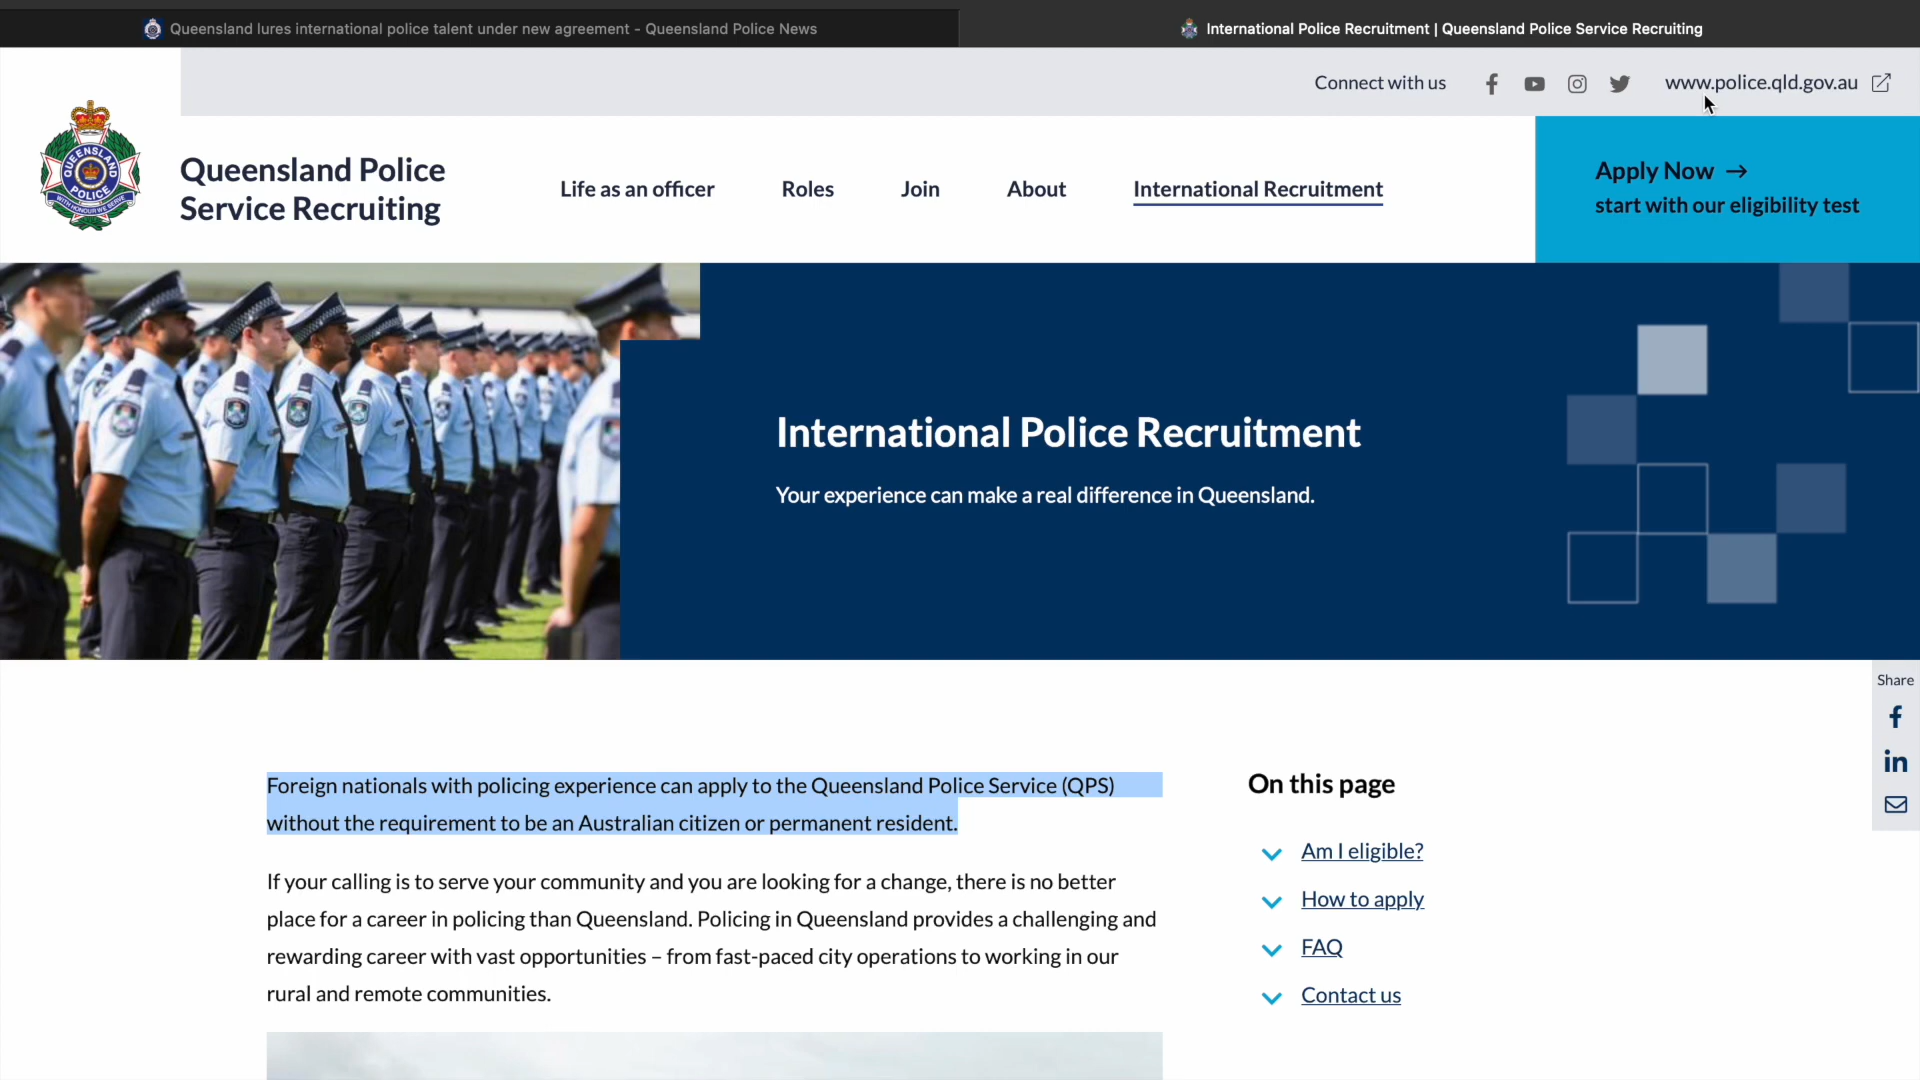 Queensland lures international police talent under new agreement - Queensland Police News
International Police Recruitment | Queensland Police Service Recruiting
Connect with us
www.police.qld.gov.au
QUEENSLAND
POLICE
WITH HONOUR WE SERVE
Queensland Police
Service Recruiting
Life as an officer
Roles
Join
About
International Recruitment
Apply Now →
start with our eligibility test
International Police Recruitment
Your experience can make a real difference in Queensland.
Share
Foreign nationals with policing experience can apply to the Queensland Police Service (QPS)
without the requirement to be an Australian citizen or permanent resident.
If your calling is to serve your community and you are looking for a change, there is no better
place for a career in policing than Queensland. Policing in Queensland provides a challenging and
rewarding career with vast opportunities – from fast-paced city operations to working in our
rural and remote communities.
On this page
Am I eligible?
How to apply
FAQ
Contact us